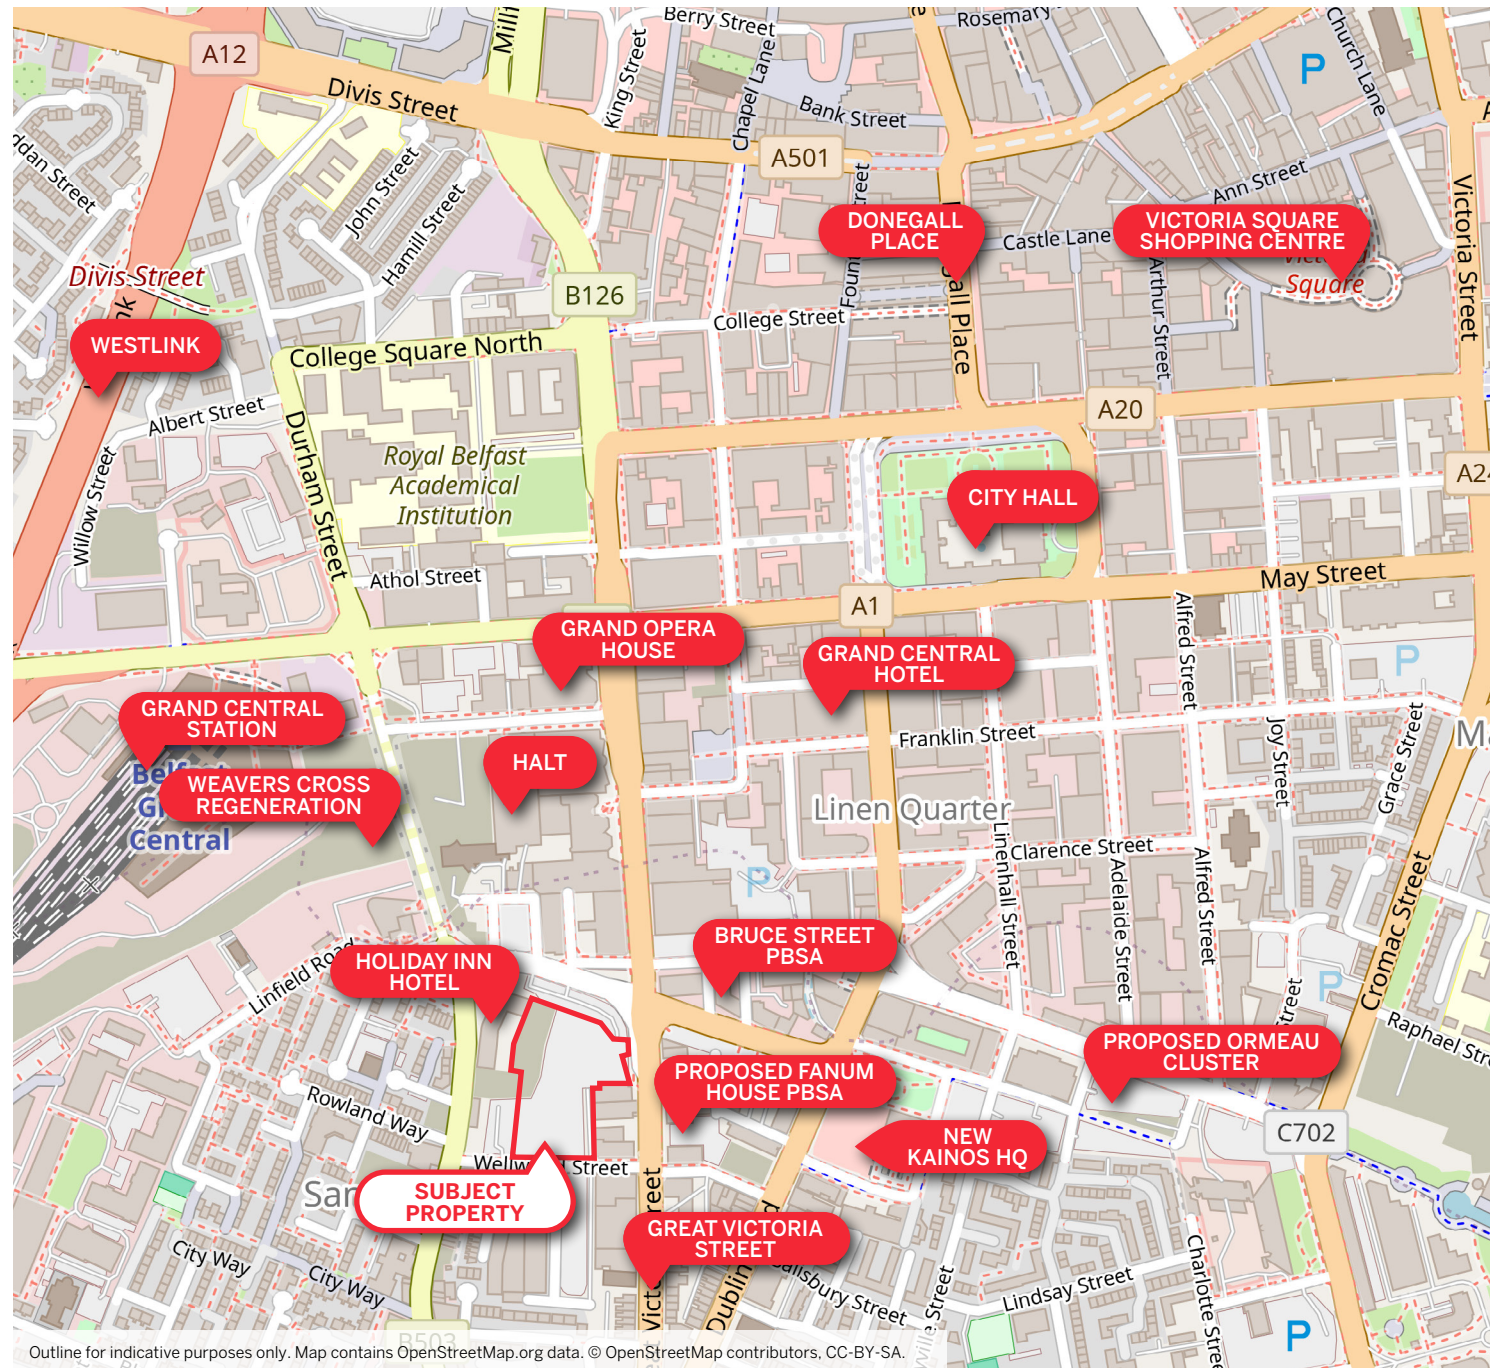 Berry Street
Rosemary
A12
Millf
King Street
Chapel Lane
Church Lane
P
Divis Street
Bank Street
A501
John Street
Hamill Street
Ann Street
Victoria Street
DONEGALL
PLACE
VICTORIA SQUARE
SHOPPING CENTRE
Castle Lane
Square
Divis Street
B126
College Street
Arthur Street
WESTLINK
College Square North
Albert Street
A20
Durham Street
Royal Belfast
Academical
Institution
Willow Street
CITY HALL
Athol Street
May Street
A1
Alfred Street
GRAND OPERA
HOUSE
GRAND CENTRAL
HOTEL
P
GRAND CENTRAL
STATION
Franklin Street
Joy Street
Grace Street
HALT
WEAVERS CROSS
REGENERATION
Central
Linen Quarter
Clarence Street
Linenhall Street
Adelaide Street
Alfred Street
P
Cromac Street
BRUCE STREET
PBSA
HOLIDAY INN
HOTEL
Linfield Road
P
Raphael Stre
PROPOSED ORMEAU
CLUSTER
PROPOSED FANUM
HOUSE PBSA
Rowland Way
C702
NEW
KAINOS HQ
Street
SUBJECT
PROPERTY
GREAT VICTORIA
STREET
City Way
City Way
Dublin
Lindsay Street
Charlotte Stree
P
B503
Outline for indicative purposes only. Map contains OpenStreetMap.org data. © OpenStreetMap contributors, CC-BY-SA.